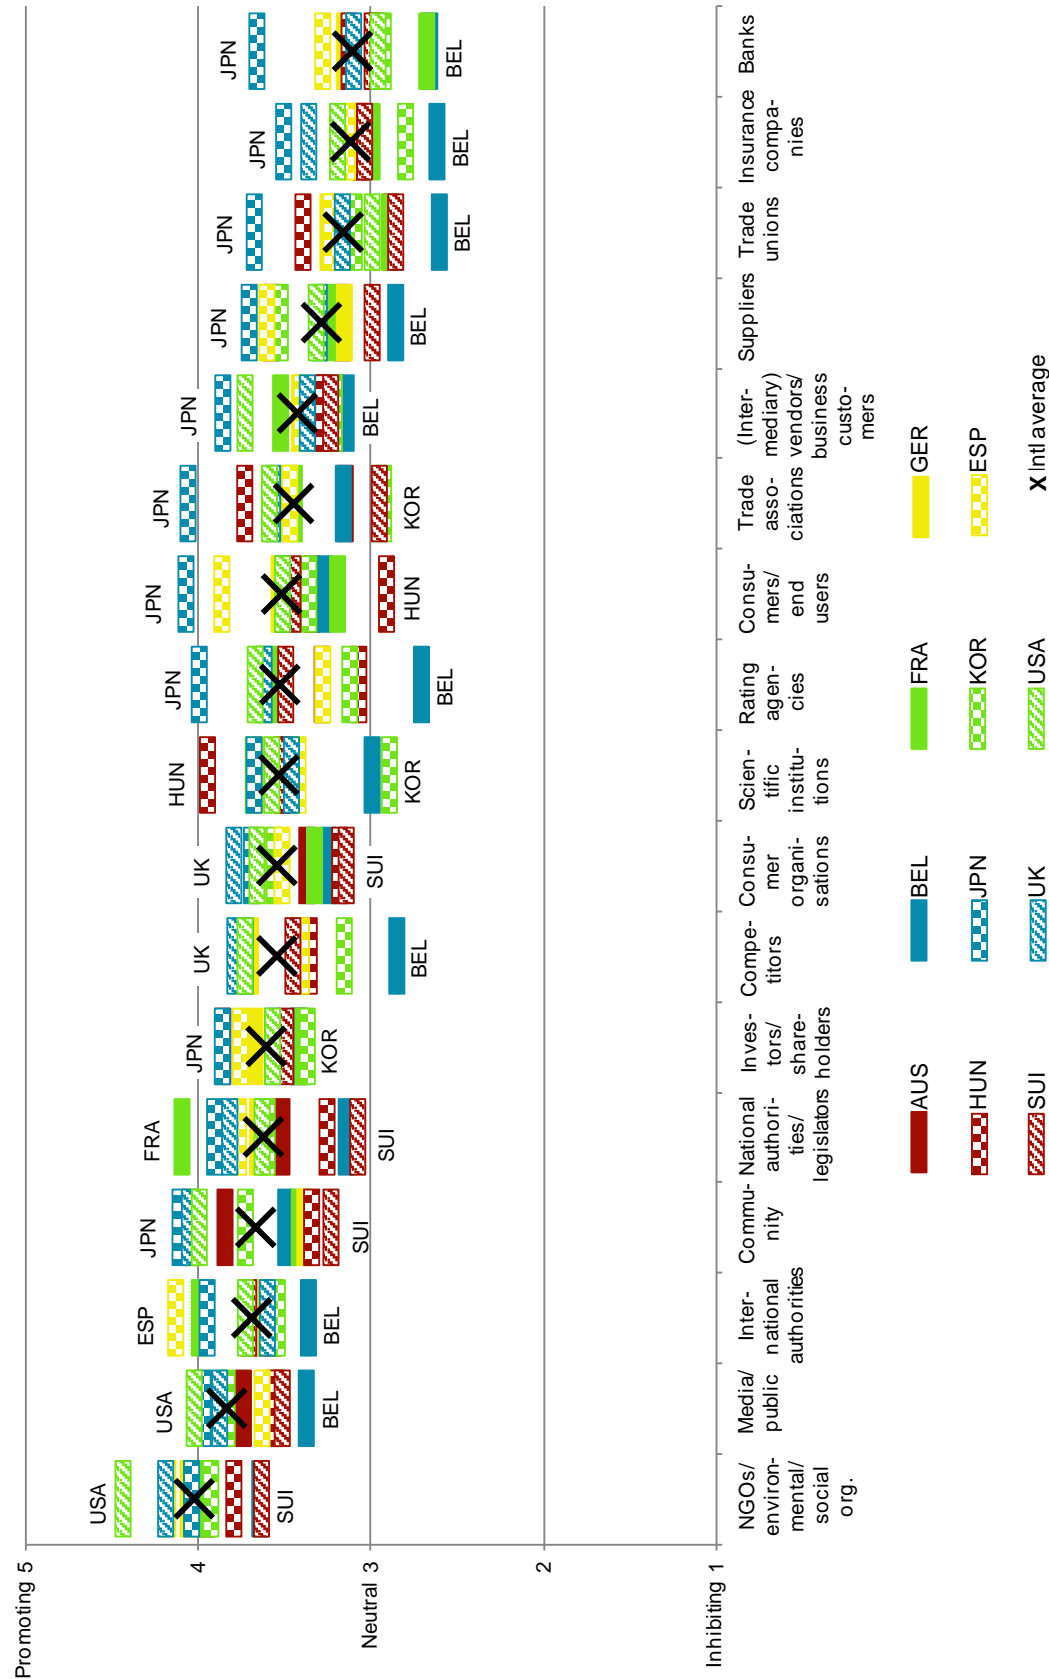 Promoting 5
4
Neutral 3
2
Inhibiting 1
USA
SUI
USA
BEL
ESP
BEL
JPN
SUI
FRA
SUI
JPN
KOR
UK
BEL
UK
SUI
HUN
KOR
JPN
BEL
JPN
HUN
JPN
KOR
JPN
BEL
JPN
BEL
JPN
BEL
JPN
BEL
JPN
BEL
NGOs/
environ-
mental/
social
org.
Media/
public
Inter-
national
authorities
Commu-
nity
National
authori-
ties/
legislators
Inves-
tors/
share-
holders
Compe-
titors
Consu-
mer
organi-
sations
Scien-
tific
institu-
tions
Rating
agen-
cies
Consu-
mers/
end
users
Trade
asso-
ciations
(Inter-
mediary)
vendors/
business
custo-
mers
Suppliers
Trade
unions
Insurance
compa-
nies
Banks
AUS
BEL
FRA
GER
HUN
JPN
KOR
ESP
SUI
UK
USA
X Intl average